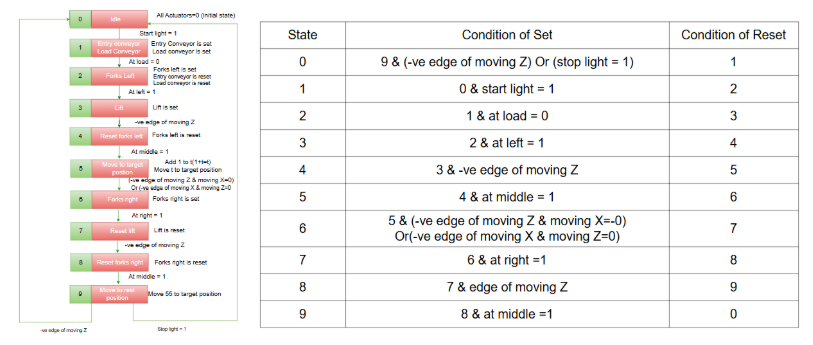 All Actuators=0 (initial state)
0 Idle
Start light = 1
1 Entry conveyor Entry Conveyor is set
Load Conveyor Load conveyor is set
At load = 0
Forks left is set
2 Forks Left Entry conveyor is reset
Load conveyor is reset
At left = 1
3 Lift Lift is set
-ve edge of moving Z
4 Reset forks left Forks left is reset
At middle = 1
Add 1 to t(1+t=t)
5 Move to target Move t to target position
position
(-ve edge of moving Z & moving X=0)
Or (-ve edge of moving X & moving Z=0
6 Forks right Forks right is set
At right = 1
7 Reset lift Lift is reset
-ve edge of moving Z
8 Reset forks right Forks right is reset
At middle = 1
9 Move to rest Move 55 to target position
position
-ve edge of moving Z Stop light = 1
State Condition of Set Condition of Reset
0 9 & (-ve edge of moving Z) Or (stop light = 1) 1
1 0 & start light = 1 2
2 1 & at load = 0 3
3 2 & at left = 1 4
4 3 & -ve edge of moving Z 5
5 4 & at middle = 1 6
6 5 & (-ve edge of moving Z & moving X=-0) 7
Or(-ve edge of moving X & moving Z=0)
7 6 & at right =1 8
8 7 & edge of moving Z 9
9 8 & at middle =1 0